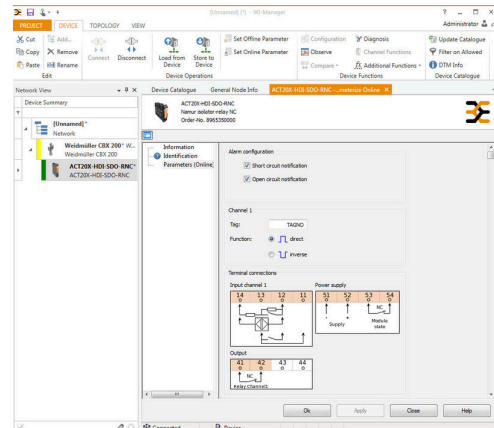 [Unnamed] (*) - WI-Manager
PROJECT DEVICE TOPOLOGY VIEW
Administrator
Cut Add... Connect Disconnect Load from Device Store to Device Set Offline Parameter Configuration Diagnosis Update Catalogue
Copy Remove Set Online Parameter Observe Channel Functions Filter on Allowed
Paste Rename Compare Additional Functions DTM Info
Edit Device Operations Device Functions Device Catalogue
Network View
Device Catalogue General Node Info ACT20X-HDI-SDO-RNC ...meterize Online
Device Summary
ACT20X-HDI-SDO-RNC
Namur isolator-relay NC
Order-No. 8965350000
[Unnamed]*
Network
Weidmüller CBX 200* W...
Weidmüller CBX 200
ACT20X-HDI-SDO-RNC*
ACT20X-HDI-SDO-RNC
Information
Identification
Parameters (Online)
Alarm configuration
Short circuit notification
Open circuit notification
Channel 1
Tag: TAGNO
Function: direct
inverse
Terminal connections
Input channel 1 Power supply
14 13 12 11 51 52 53 54
- + NC
Supply Module state
Output
41 42 43 44
NC
Relay Channel1
Ok Apply Close Help
Connected Device